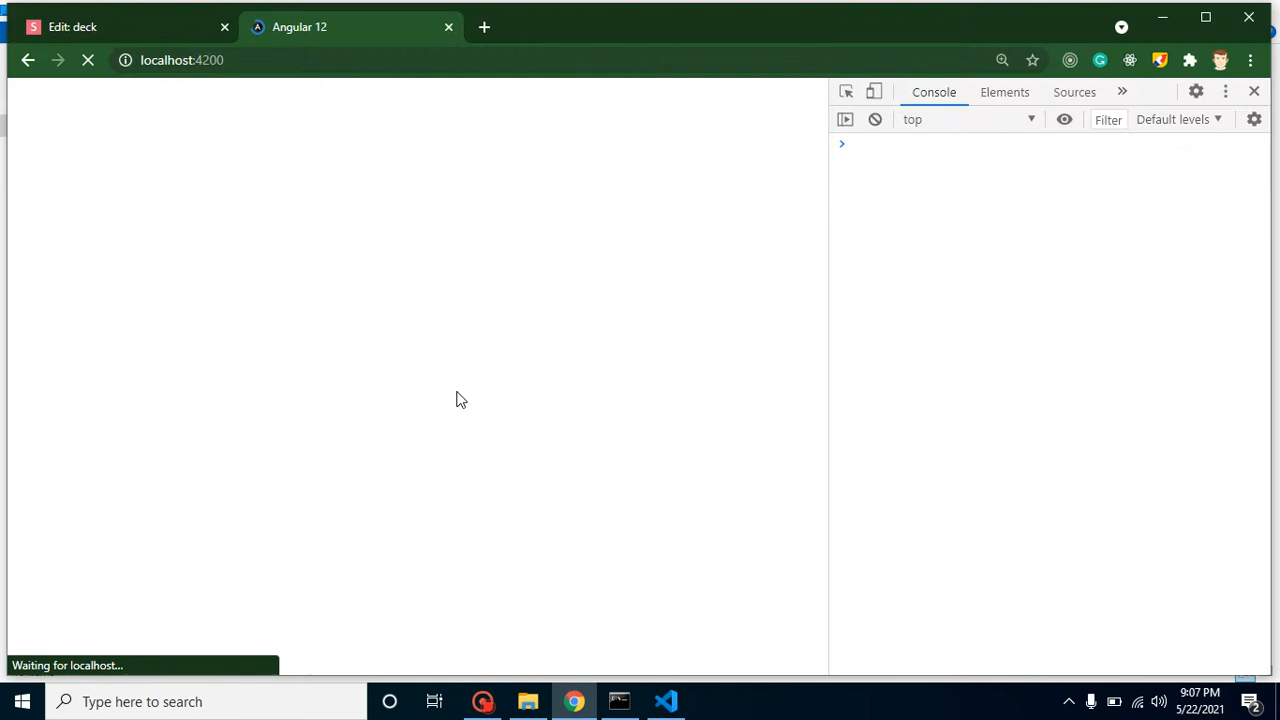 S Edit: deck
Angular 12
localhost:4200
Console Elements Sources
top Filter Default levels
Waiting for localhost...
Type here to search
9:07 PM
5/22/2021
2